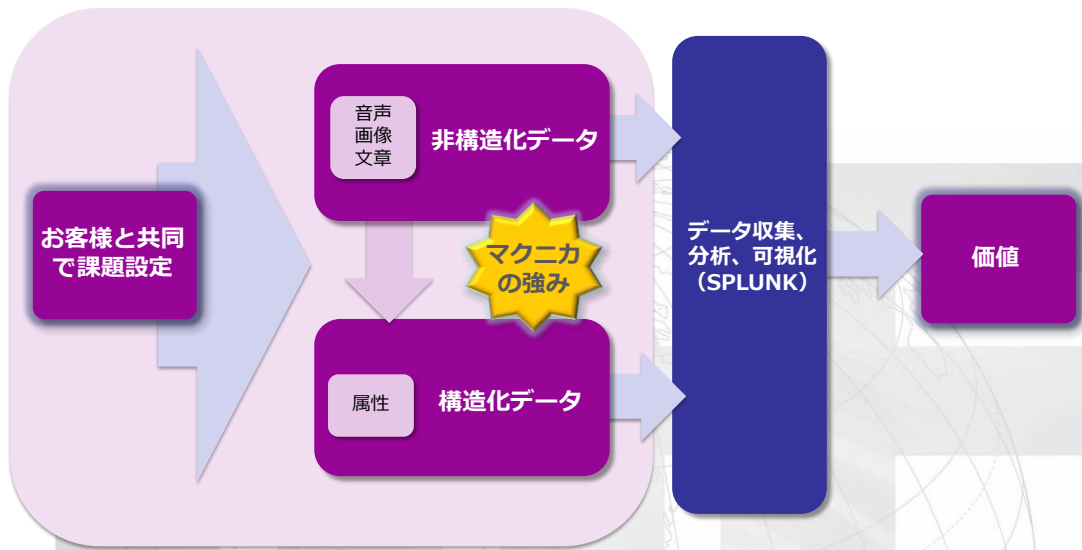 お客様と共同
で課題設定
音声
画像
文章
非構造化データ
マクニカ
の強み
属性
構造化データ
データ収集、
分析、可視化
（SPLUNK）
価値